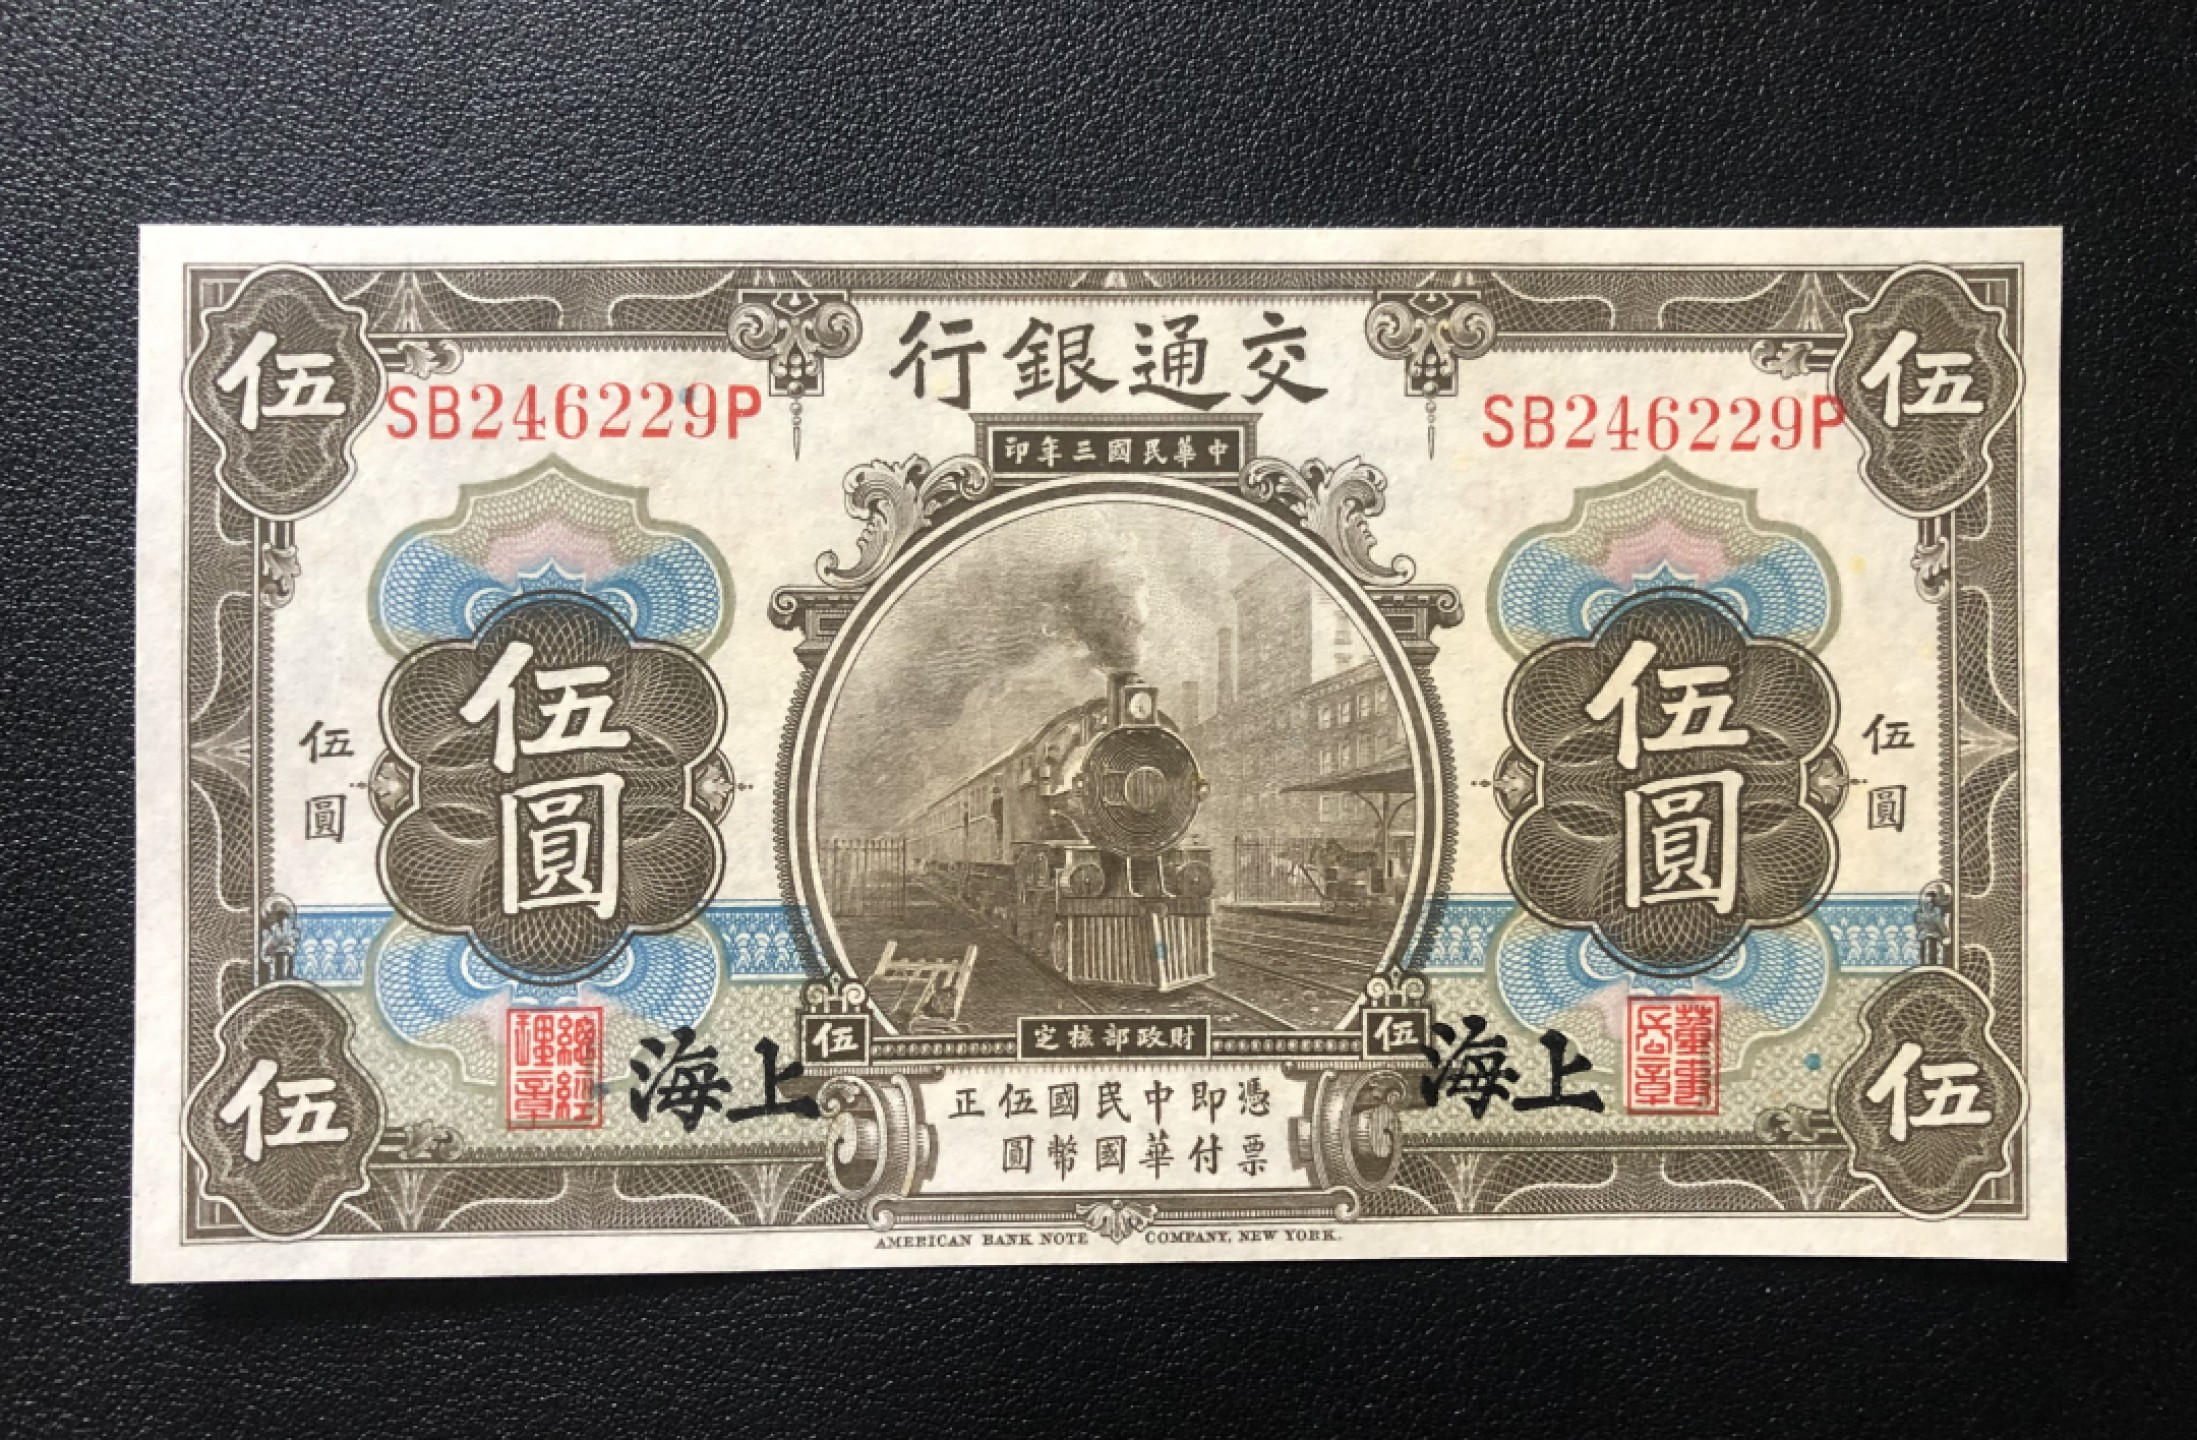 交通銀行
伍
伍
SB246229P
SB246229P
中華民國三年印
伍圓
伍圓
伍圓
伍圓
財政部核定
伍
伍
上海
上海
總經理章
董事長章
憑票即付中華民國國幣伍圓正
伍
伍
AMERICAN BANK NOTE COMPANY, NEW YORK.